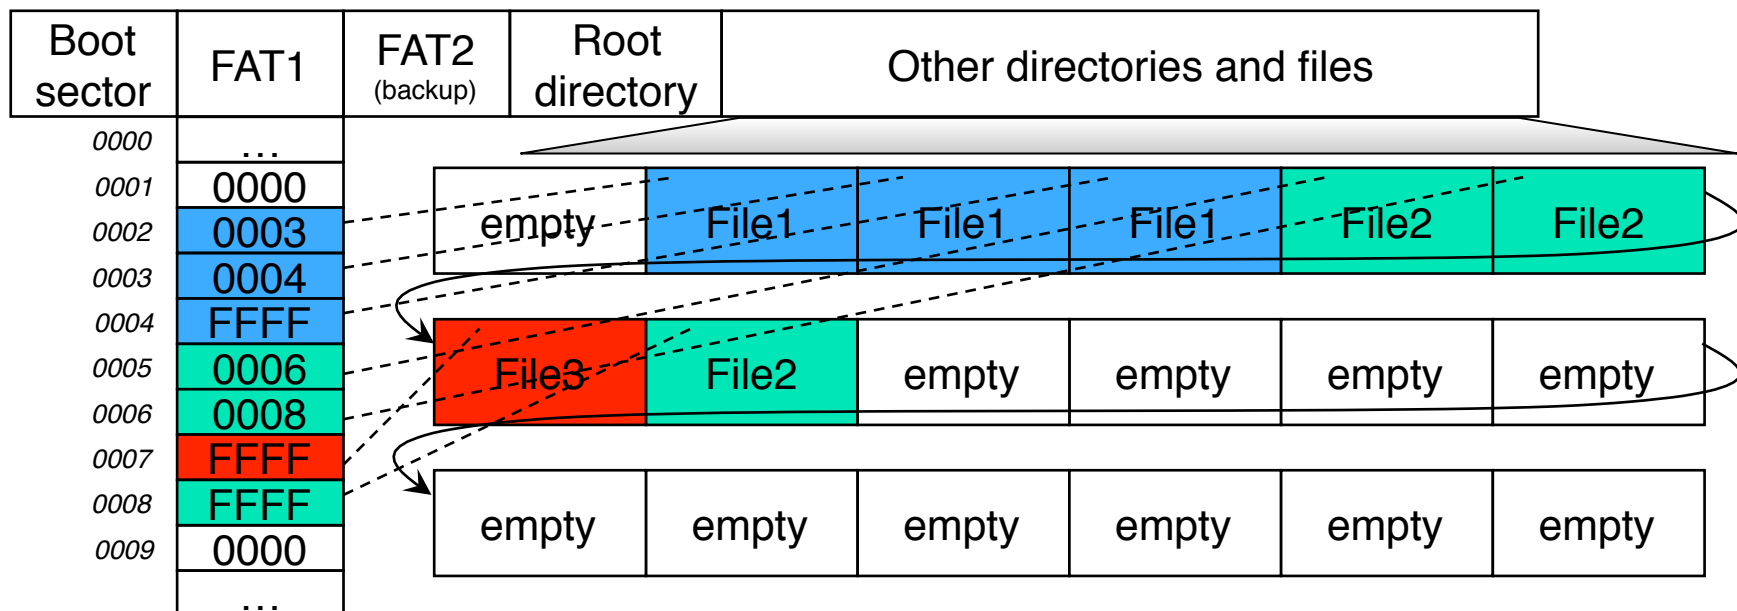 Boot sector
FAT1
FAT2 (backup)
Root directory
Other directories and files
0000 ...
0001 0000
0002 0003
0003 0004
0004 FFFF
0005 0006
0006 0008
0007 FFFF
0008 FFFF
0009 0000
...
empty File1 File1 File1 File2 File2
File3 File2 empty empty empty empty
empty empty empty empty empty empty